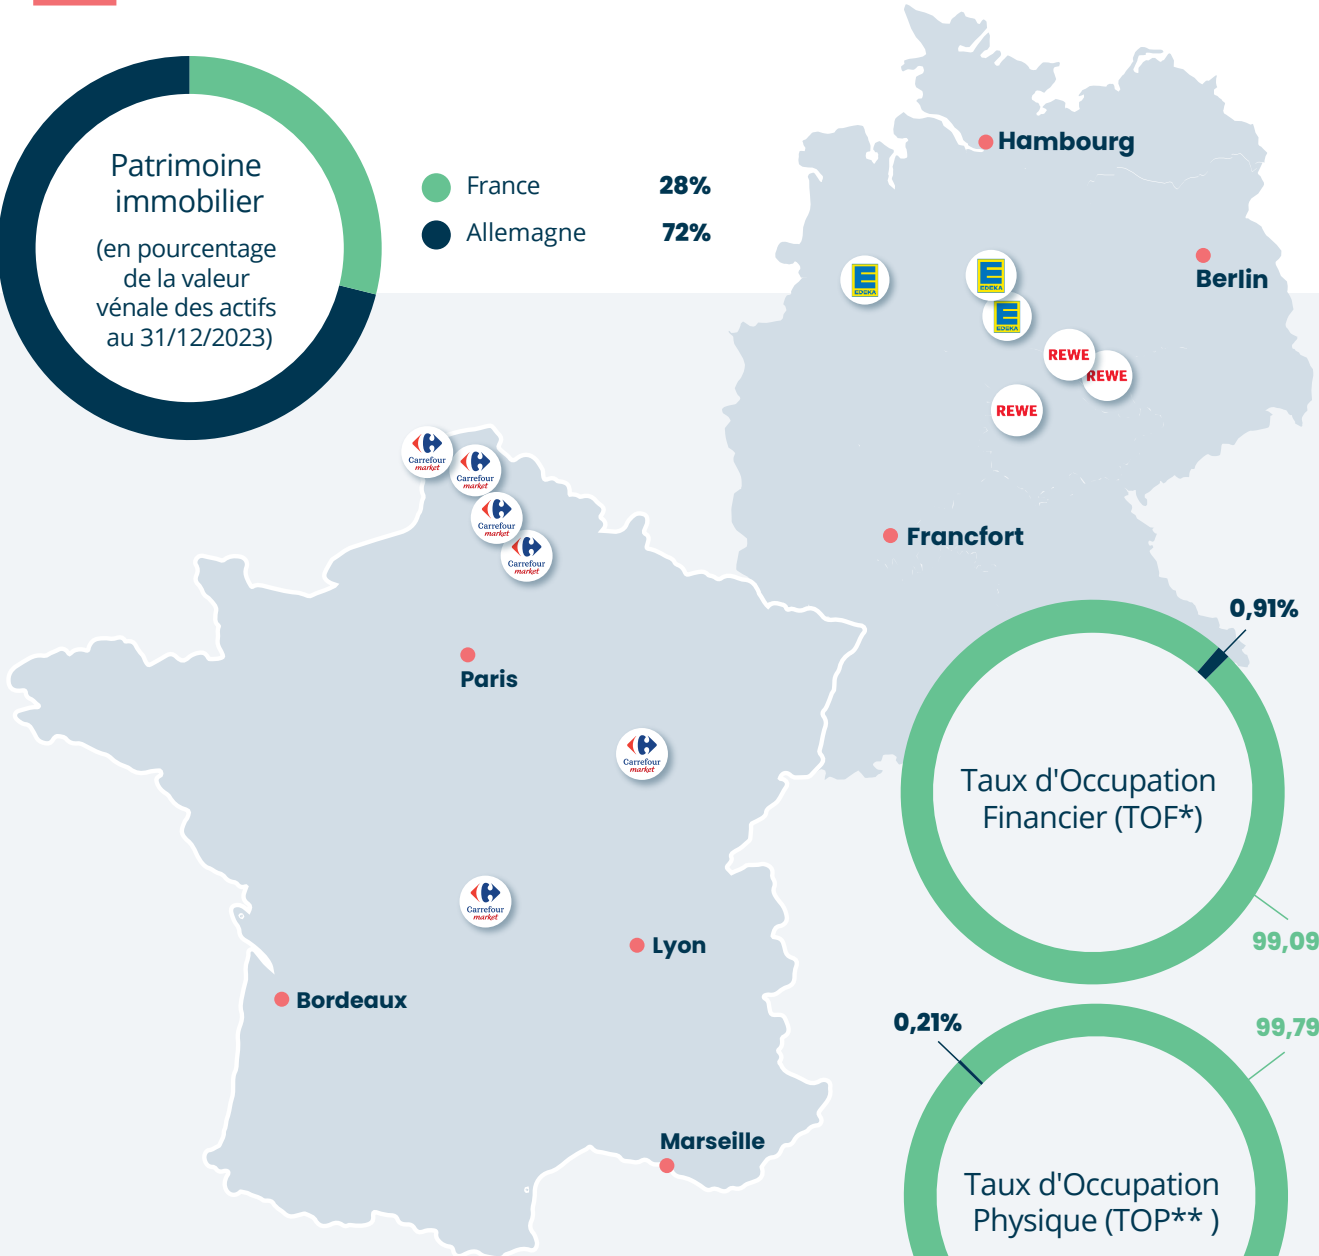 Patrimoine
immobilier
(en pourcentage
de la valeur
vénale des actifs
au 31/12/2023)
France 28%
Allemagne 72%
Hambourg
Berlin
E
EDEKA
E
EDEKA
E
EDEKA
REWE
REWE
REWE
Francfort
Carrefour
market
Carrefour
market
Carrefour
market
Carrefour
market
Paris
Carrefour
market
Carrefour
market
Lyon
Bordeaux
Marseille
0,91%
Taux d'Occupation
Financier (TOF*)
99,09
0,21%
99,79
Taux d'Occupation
Physique (TOP** )